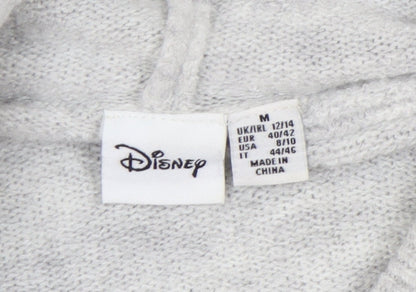 Disney
M
UK/IRL 12/14
EUR 40/42
USA 8/10
IT 44/46
MADE IN
CHINA